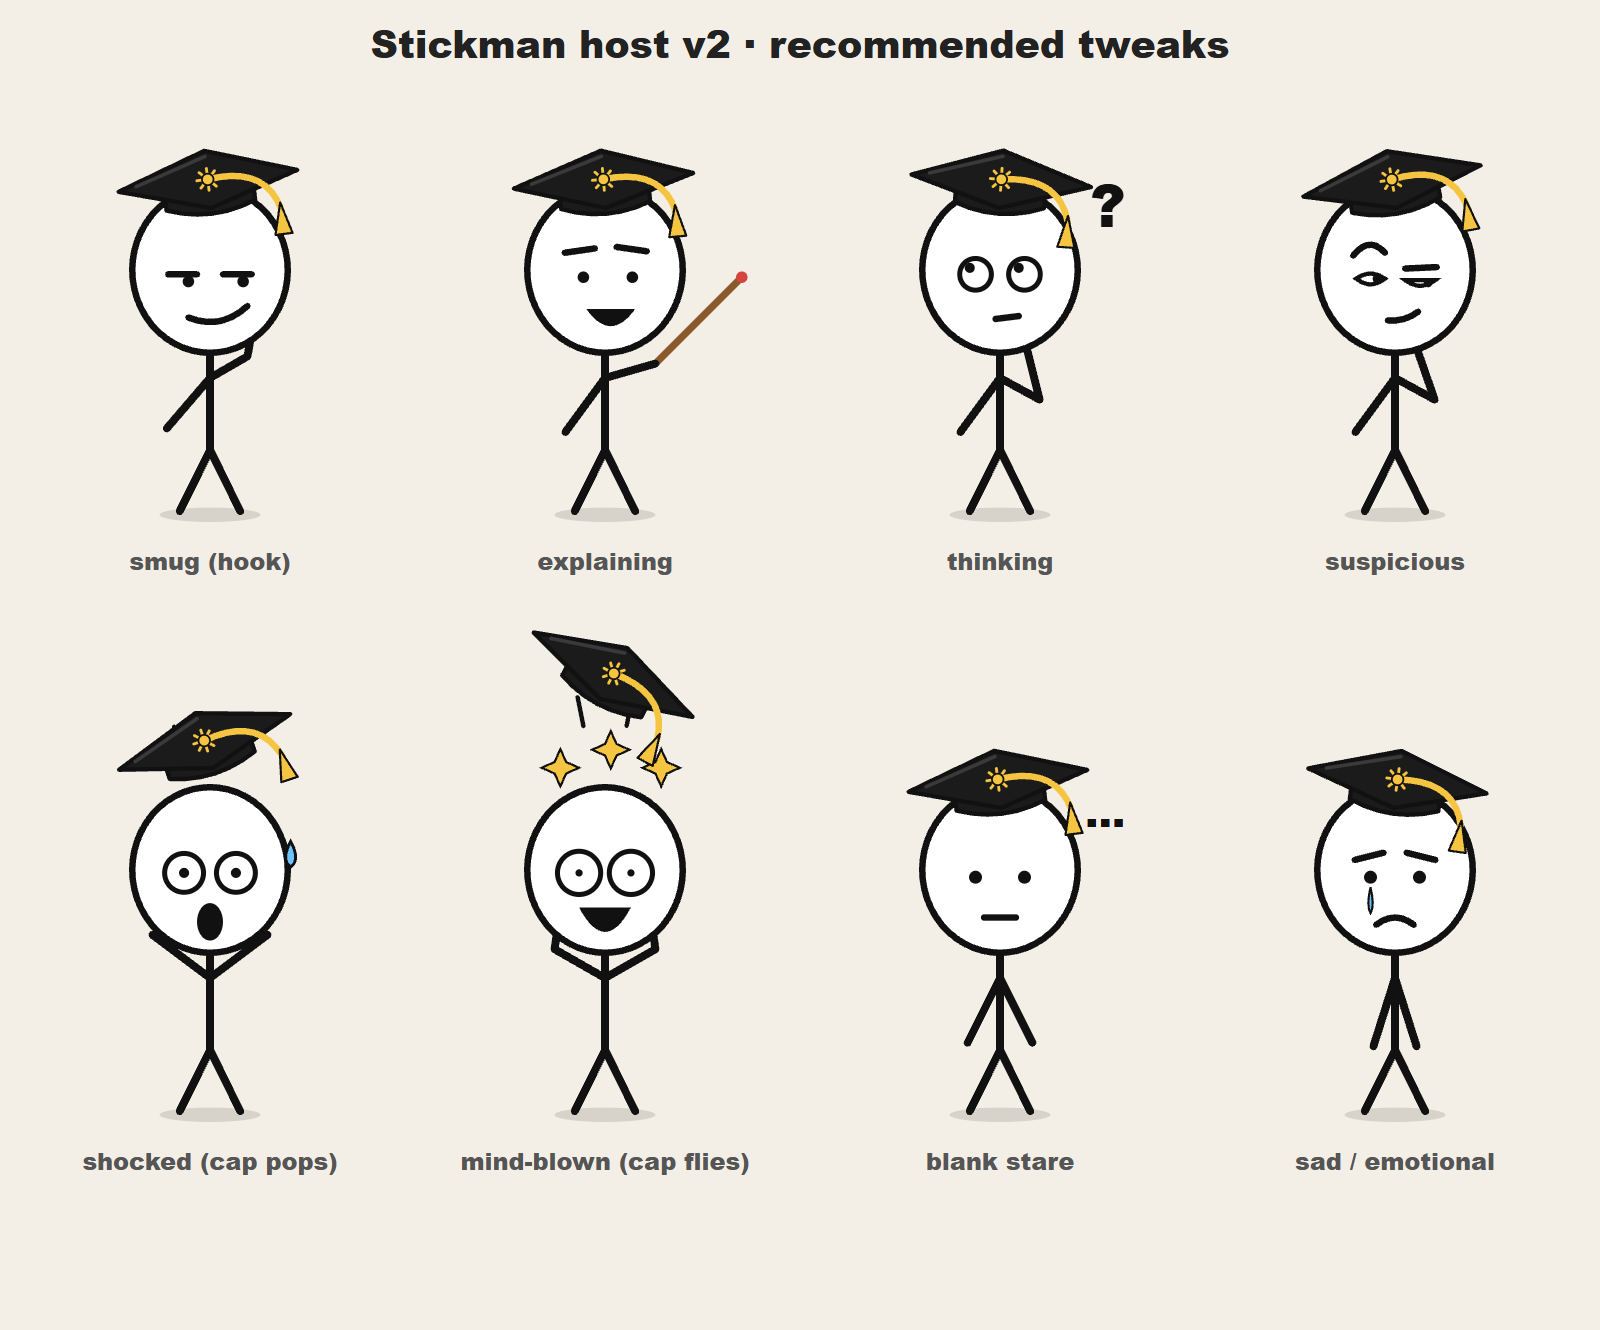 Stickman host v2 · recommended tweaks
?
smug (hook)
explaining
thinking
suspicious
...
shocked (cap pops)
mind-blown (cap flies)
blank stare
sad / emotional